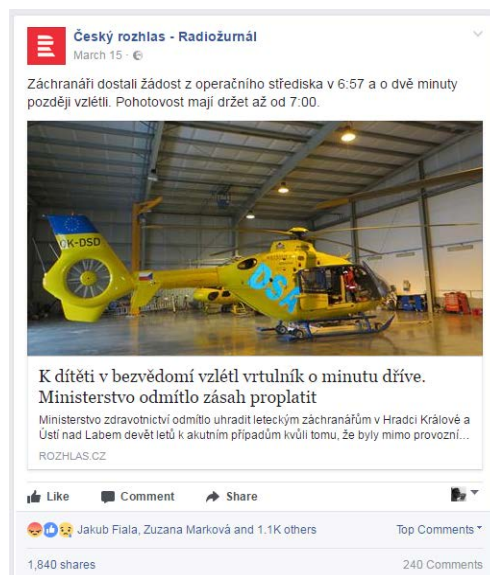 Český rozhlas - Radiožurnál
March 15
Záchranáři dostali žádost z operačního střediska v 6:57 a o dvě minuty
později vzlétli. Pohotovost mají držet až od 7:00.
OK-DSD
DSA
K dítěti v bezvědomí vzlétl vrtulník o minutu dříve.
Ministerstvo odmítlo zásah proplatit
Ministerstvo zdravotnictví odmítlo uhradit leteckým záchranářům v Hradci Králové a
Ústí nad Labem devět letů k akutním případům kvůli tomu, že byly mimo provozní...
ROZHLAS.CZ
Like Comment Share
Jakub Fiala, Zuzana Marková and 1.1K others Top Comments
1,840 shares 240 Comments